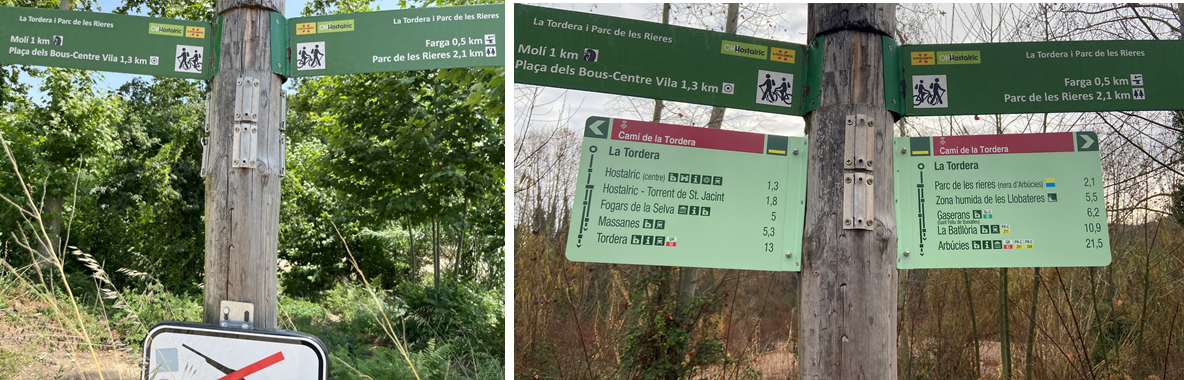 La Tordera i Parc de les Rieres
Hostalric
Molí 1 km
Plaça dels Bous-Centre Vila 1,3 km
La Tordera i Parc de les Rieres
Hostalric
Farga 0,5 km
Parc de les Rieres 2,1 km
La Tordera i Parc de les Rieres
Hostalric
Molí 1 km
Plaça dels Bous-Centre Vila 1,3 km
La Tordera i Parc de les Rieres
Hostalric
Farga 0,5 km
Parc de les Rieres 2,1 km
Camí de la Tordera
La Tordera
Hostalric (centre) 1,3
Hostalric - Torrent de St. Jacint 1,8
Fogars de la Selva 5
Massanes 5,3
Tordera 13
Camí de la Tordera
La Tordera
Parc de les rieres (riera d'Arbúcies) 2,1
Zona humida de les Llobateres 5,5
Gaserans 6,2
(Sant Feliu de Buixalleu)
La Batllòria 10,9
Arbúcies 21,5